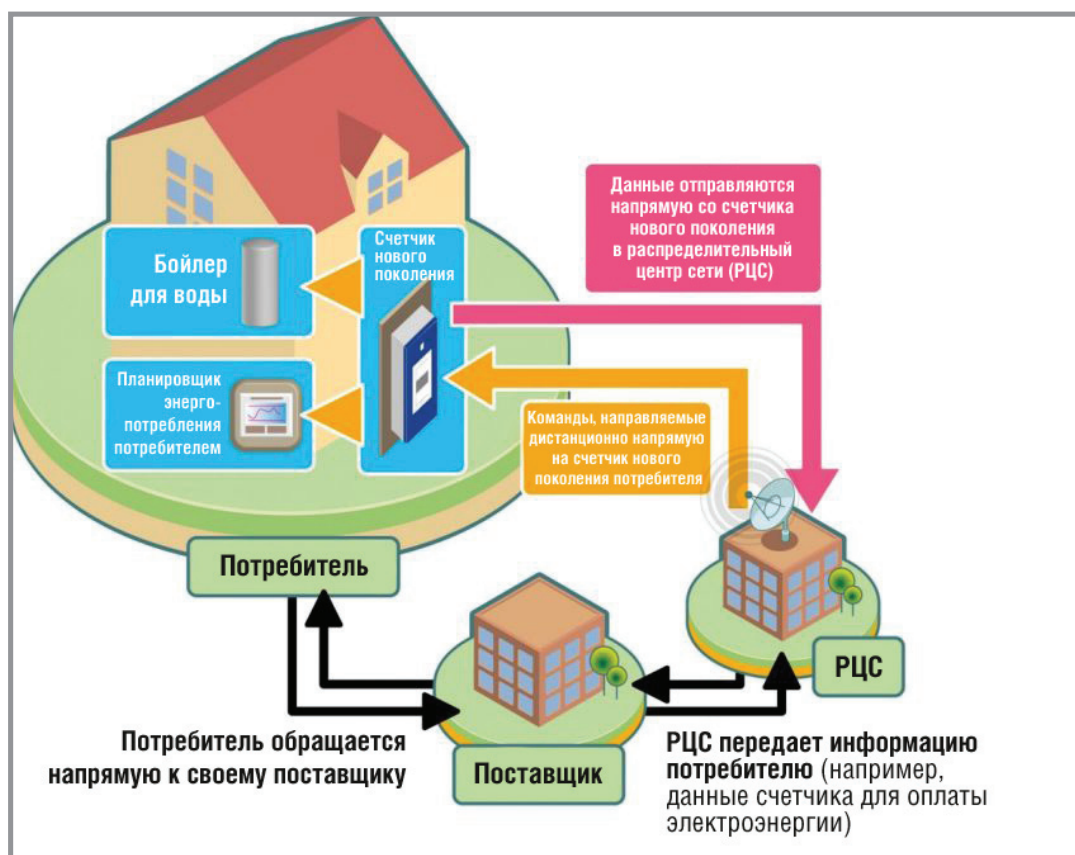 Данные отправляются
напрямую со счетчика
нового поколения
в распределительный
центр сети (РЦС)
Бойлер
для воды
Счетчик
нового
поколения
Планировщик
энерго-
потребления
потребителем
Команды, направляемые
дистанционно напрямую
на счетчик нового
поколения потребителя
Потребитель
РЦС
Потребитель обращается
напрямую к своему поставщику
Поставщик
РЦС передает информацию
потребителю (например,
данные счетчика для оплаты
электроэнергии)